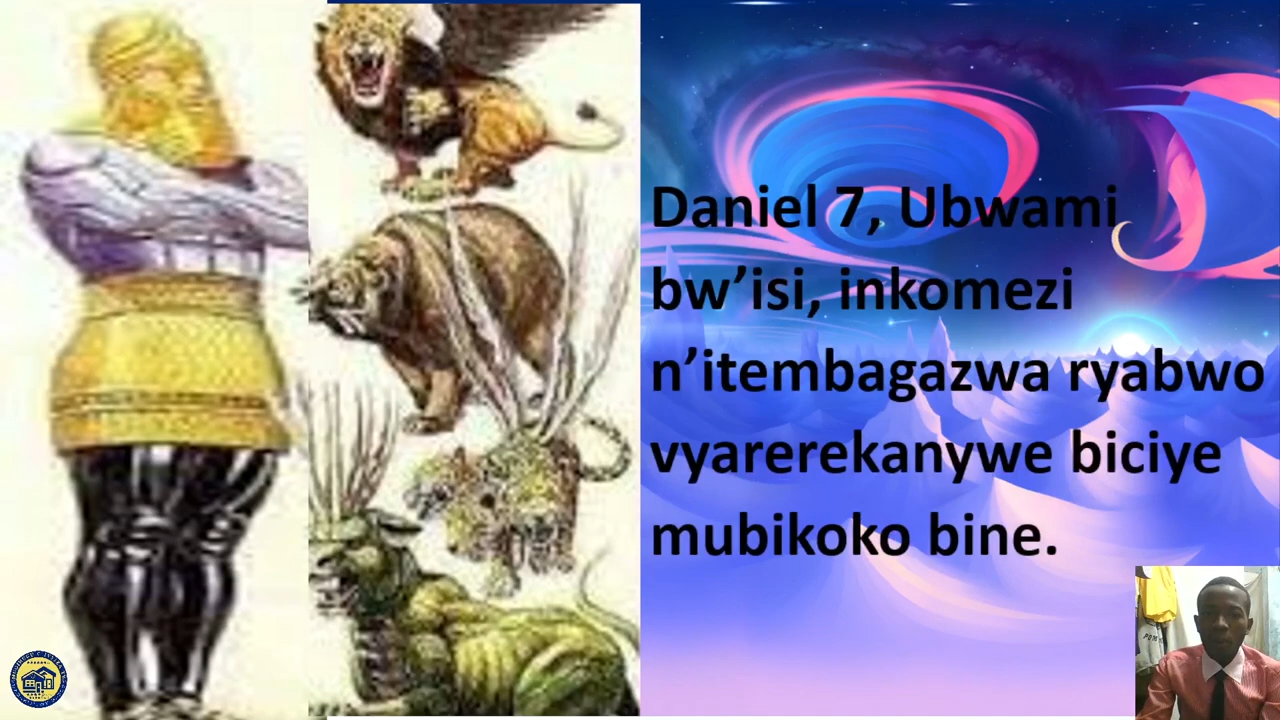 Daniel 7, Ubwami
bw’isi, inkomezi
n’itembagazwa ryabwo
vyarerekanywe biciye
mubikoko bine.